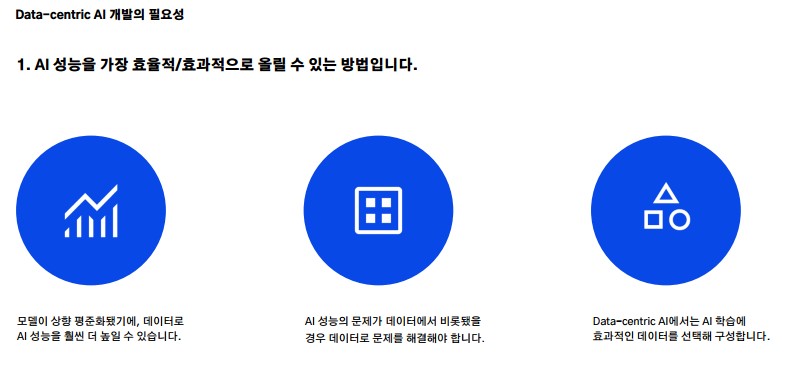 Data-centric AI 개발의 필요성
1. AI 성능을 가장 효율적/효과적으로 올릴 수 있는 방법입니다.
모델이 상향 평준화됐기에, 데이터로
AI 성능을 훨씬 더 높일 수 있습니다.
AI 성능의 문제가 데이터에서 비롯됐을
경우 데이터로 문제를 해결해야 합니다.
Data-centric AI에서는 AI 학습에
효과적인 데이터를 선택해 구성합니다.